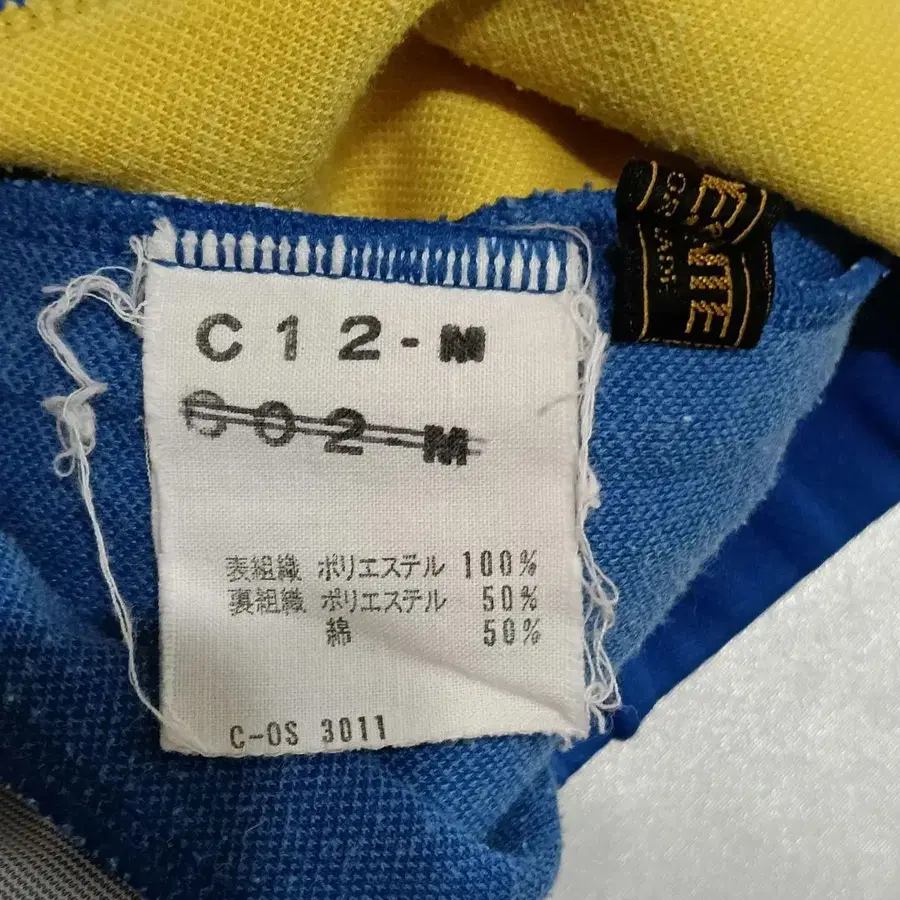 C12-M
002-M
表組織 ポリエステル 100%
裏組織 ポリエステル 50%
綿 50%
C-OS 3011